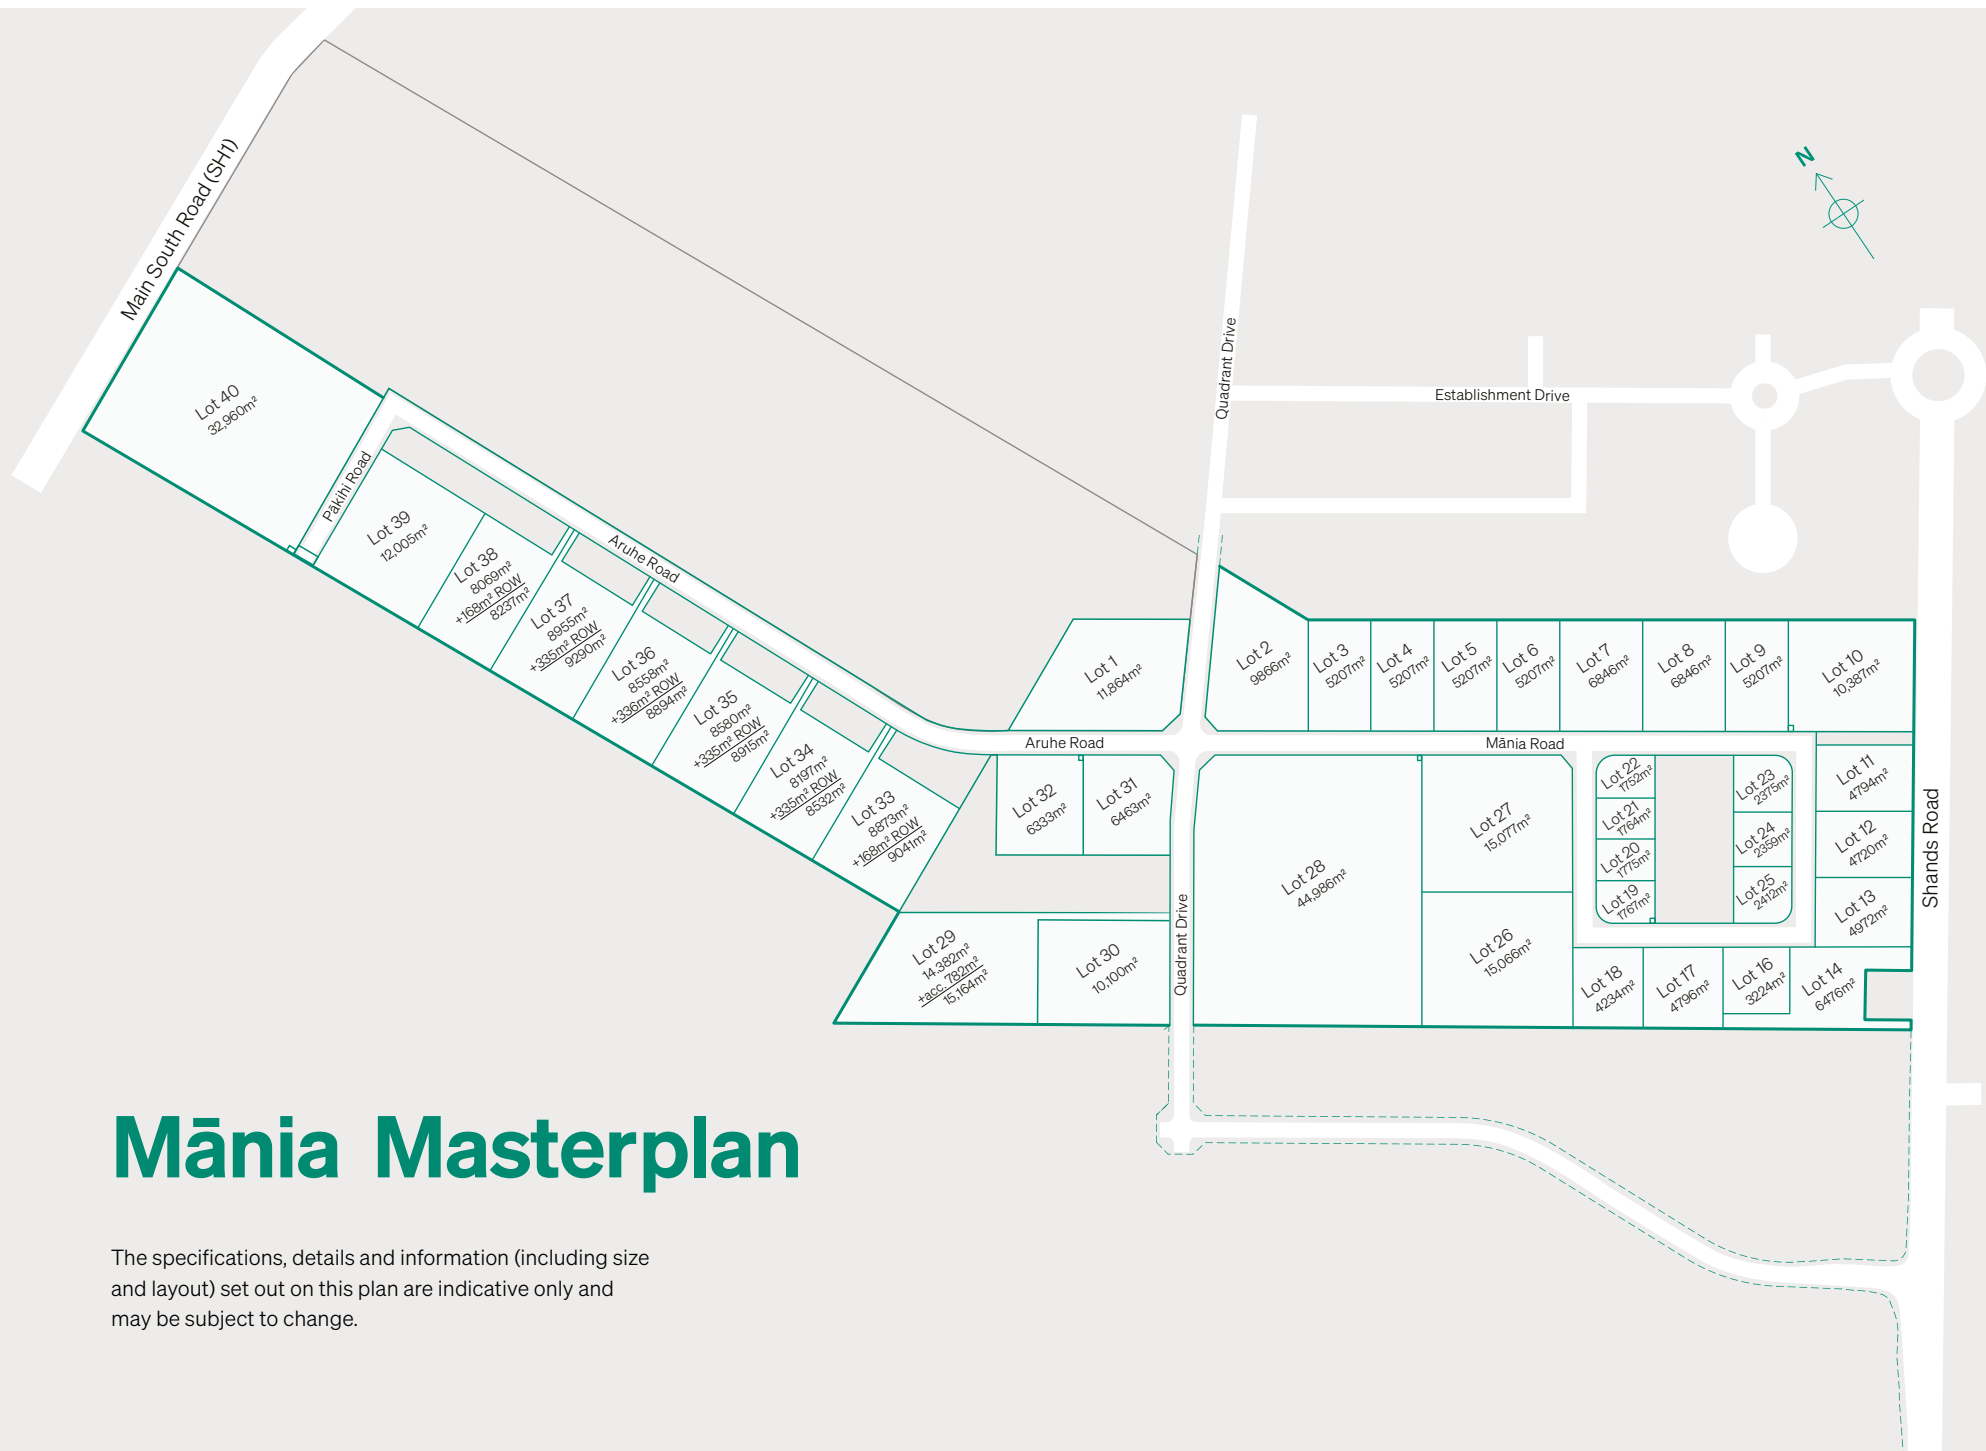 Main South Road (SH1)
N
Quadrant Drive
Establishment Drive
Lot 40
32,960m²
Pākihi Road
Lot 39
12,005m²
Lot 38
8069m²
+168m² ROW
8237m²
Aruhe Road
Lot 37
8955m²
+335m² ROW
9290m²
Lot 36
8558m²
+336m² ROW
8894m²
Lot 35
8580m²
+335m² ROW
8915m²
Lot 34
8197m²
+335m² ROW
8532m²
Lot 33
8873m²
+168m² ROW
9041m²
Lot 1
11,864m²
Lot 2
9866m²
Lot 3
5207m²
Lot 4
5207m²
Lot 5
5207m²
Lot 6
5207m²
Lot 7
6846m²
Lot 8
6846m²
Lot 9
5207m²
Lot 10
10,387m²
Aruhe Road
Mānia Road
Lot 32
6333m²
Lot 31
6463m²
Lot 28
44,986m²
Lot 27
15,077m²
Lot 26
15,066m²
Lot 22
1752m²
Lot 21
1764m²
Lot 20
1775m²
Lot 19
1767m²
Lot 23
2375m²
Lot 24
2359m²
Lot 25
2412m²
Lot 11
4794m²
Lot 12
4720m²
Lot 13
4972m²
Shands Road
Lot 29
14,382m²
+acc. 782m²
15,164m²
Lot 30
10,100m²
Quadrant Drive
Lot 18
4234m²
Lot 17
4796m²
Lot 16
3224m²
Lot 14
6476m²
Mānia Masterplan
The specifications, details and information (including size
and layout) set out on this plan are indicative only and
may be subject to change.